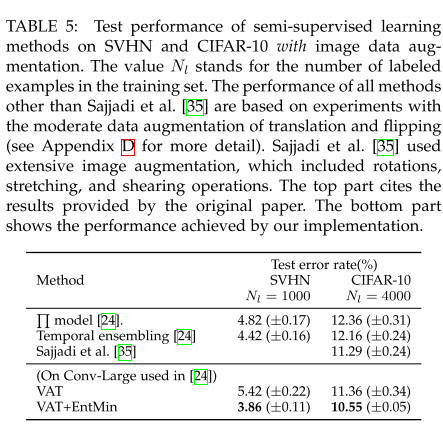 TABLE 5: Test performance of semi-supervised learning
methods on SVHN and CIFAR-10 with image data aug-
mentation. The value Nl stands for the number of labeled
examples in the training set. The performance of all methods
other than Sajjadi et al. [35] are based on experiments with
the moderate data augmentation of translation and flipping
(see Appendix D for more detail). Sajjadi et al. [35] used
extensive image augmentation, which included rotations,
stretching, and shearing operations. The top part cites the
results provided by the original paper. The bottom part
shows the performance achieved by our implementation.
Test error rate(%)
Method SVHN CIFAR-10
Nl = 1000 Nl = 4000
∏ model [24]. 4.82 (±0.17) 12.36 (±0.31)
Temporal ensembling [24] 4.42 (±0.16) 12.16 (±0.24)
Sajjadi et al. [35] 11.29 (±0.24)
(On Conv-Large used in [24])
VAT 5.42 (±0.22) 11.36 (±0.34)
VAT+EntMin 3.86 (±0.11) 10.55 (±0.05)